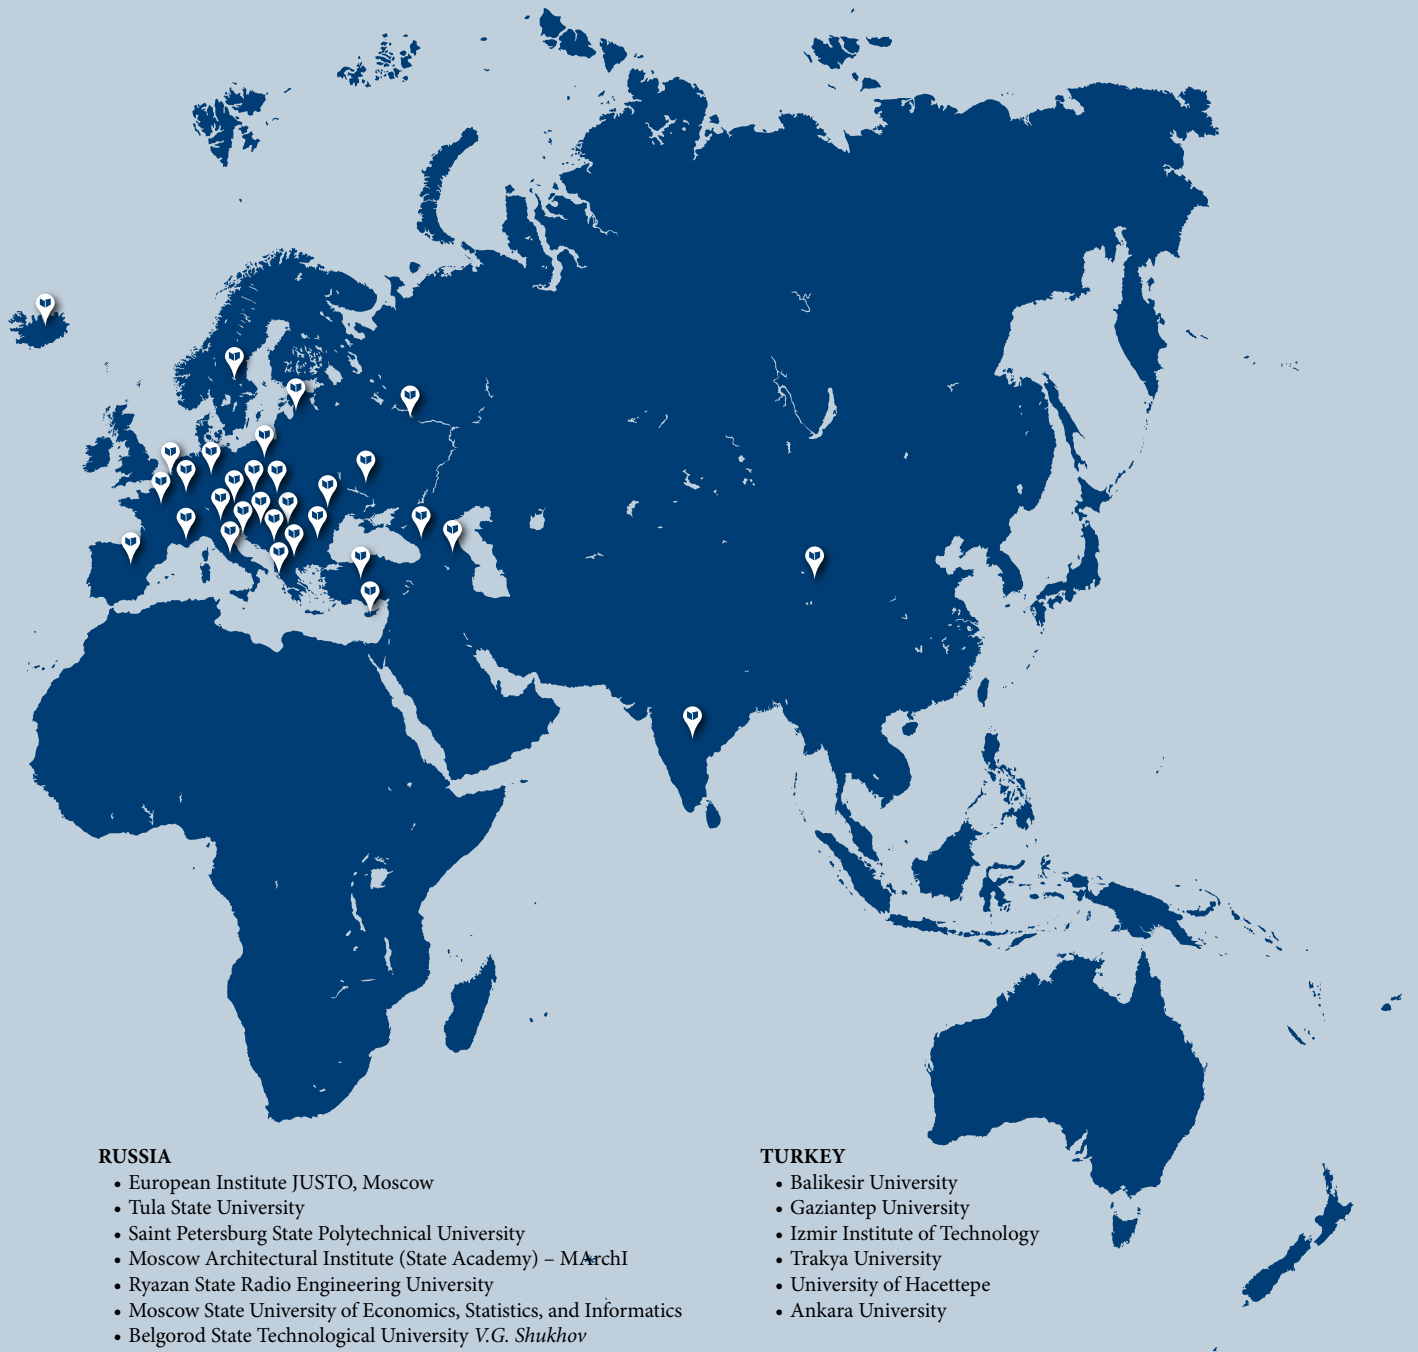 RUSSIA
• European Institute JUSTO, Moscow
• Tula State University
• Saint Petersburg State Polytechnical University
• Moscow Architectural Institute (State Academy) – MArchI
• Ryazan State Radio Engineering University
• Moscow State University of Economics, Statistics, and Informatics
• Belgorod State Technological University V.G. Shukhov
TURKEY
• Balikesir University
• Gaziantep University
• Izmir Institute of Technology
• Trakya University
• University of Hacettepe
• Ankara University